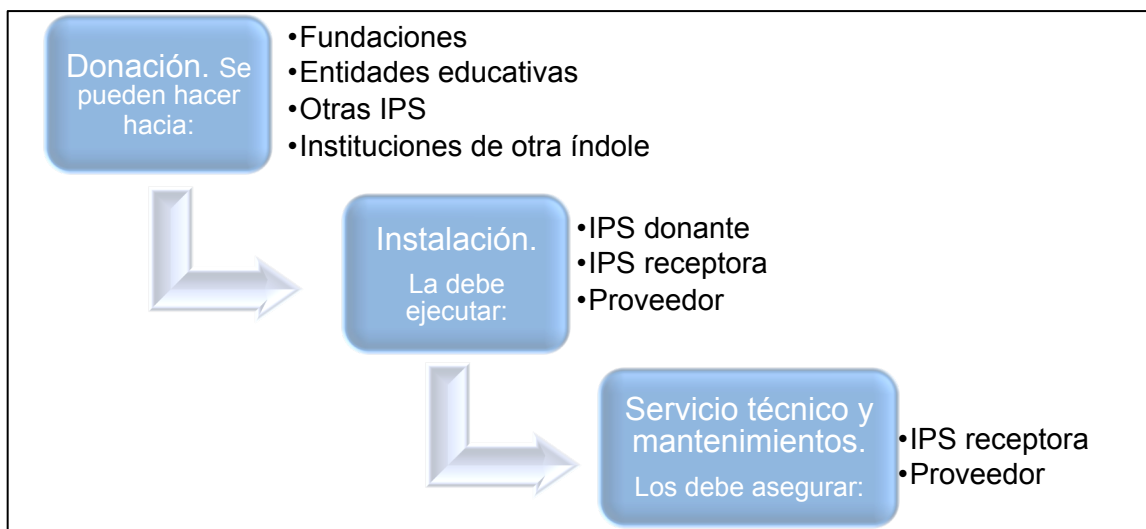 Donación. Se
pueden hacer
hacia:
•Fundaciones
•Entidades educativas
•Otras IPS
•Instituciones de otra índole
Instalación.
La debe
ejecutar:
•IPS donante
•IPS receptora
•Proveedor
Servicio técnico y
mantenimientos.
Los debe asegurar:
•IPS receptora
•Proveedor